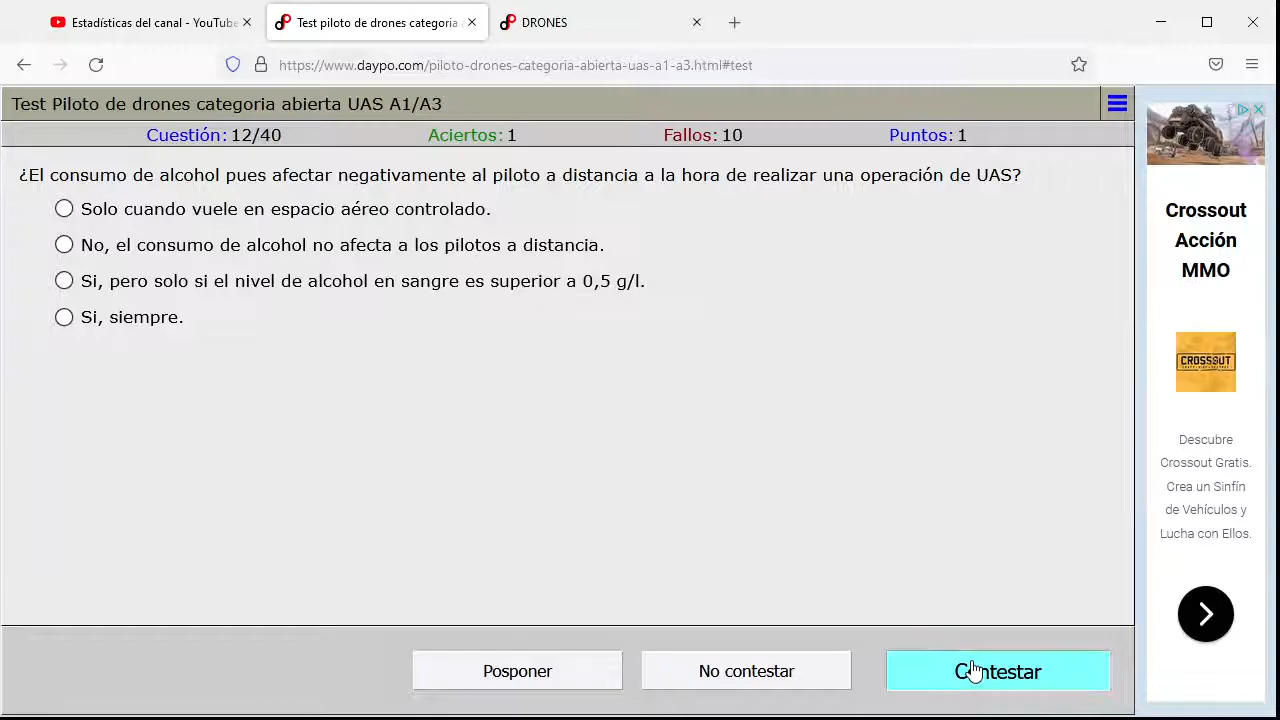 Estadísticas del canal - YouTube
Test piloto de drones categoria
DRONES
https://www.daypo.com/piloto-drones-categoria-abierta-uas-a1-a3.html#test
Test Piloto de drones categoria abierta UAS A1/A3
Cuestión: 12/40 Aciertos: 1 Fallos: 10 Puntos: 1
¿El consumo de alcohol pues afectar negativamente al piloto a distancia a la hora de realizar una operación de UAS?
Solo cuando vuele en espacio aéreo controlado.
No, el consumo de alcohol no afecta a los pilotos a distancia.
Si, pero solo si el nivel de alcohol en sangre es superior a 0,5 g/l.
Si, siempre.
Posponer
No contestar
Contestar
Crossout
Acción
MMO
CROSSOUT
Descubre
Crossout Gratis.
Crea un Sinfín
de Vehículos y
Lucha con Ellos.